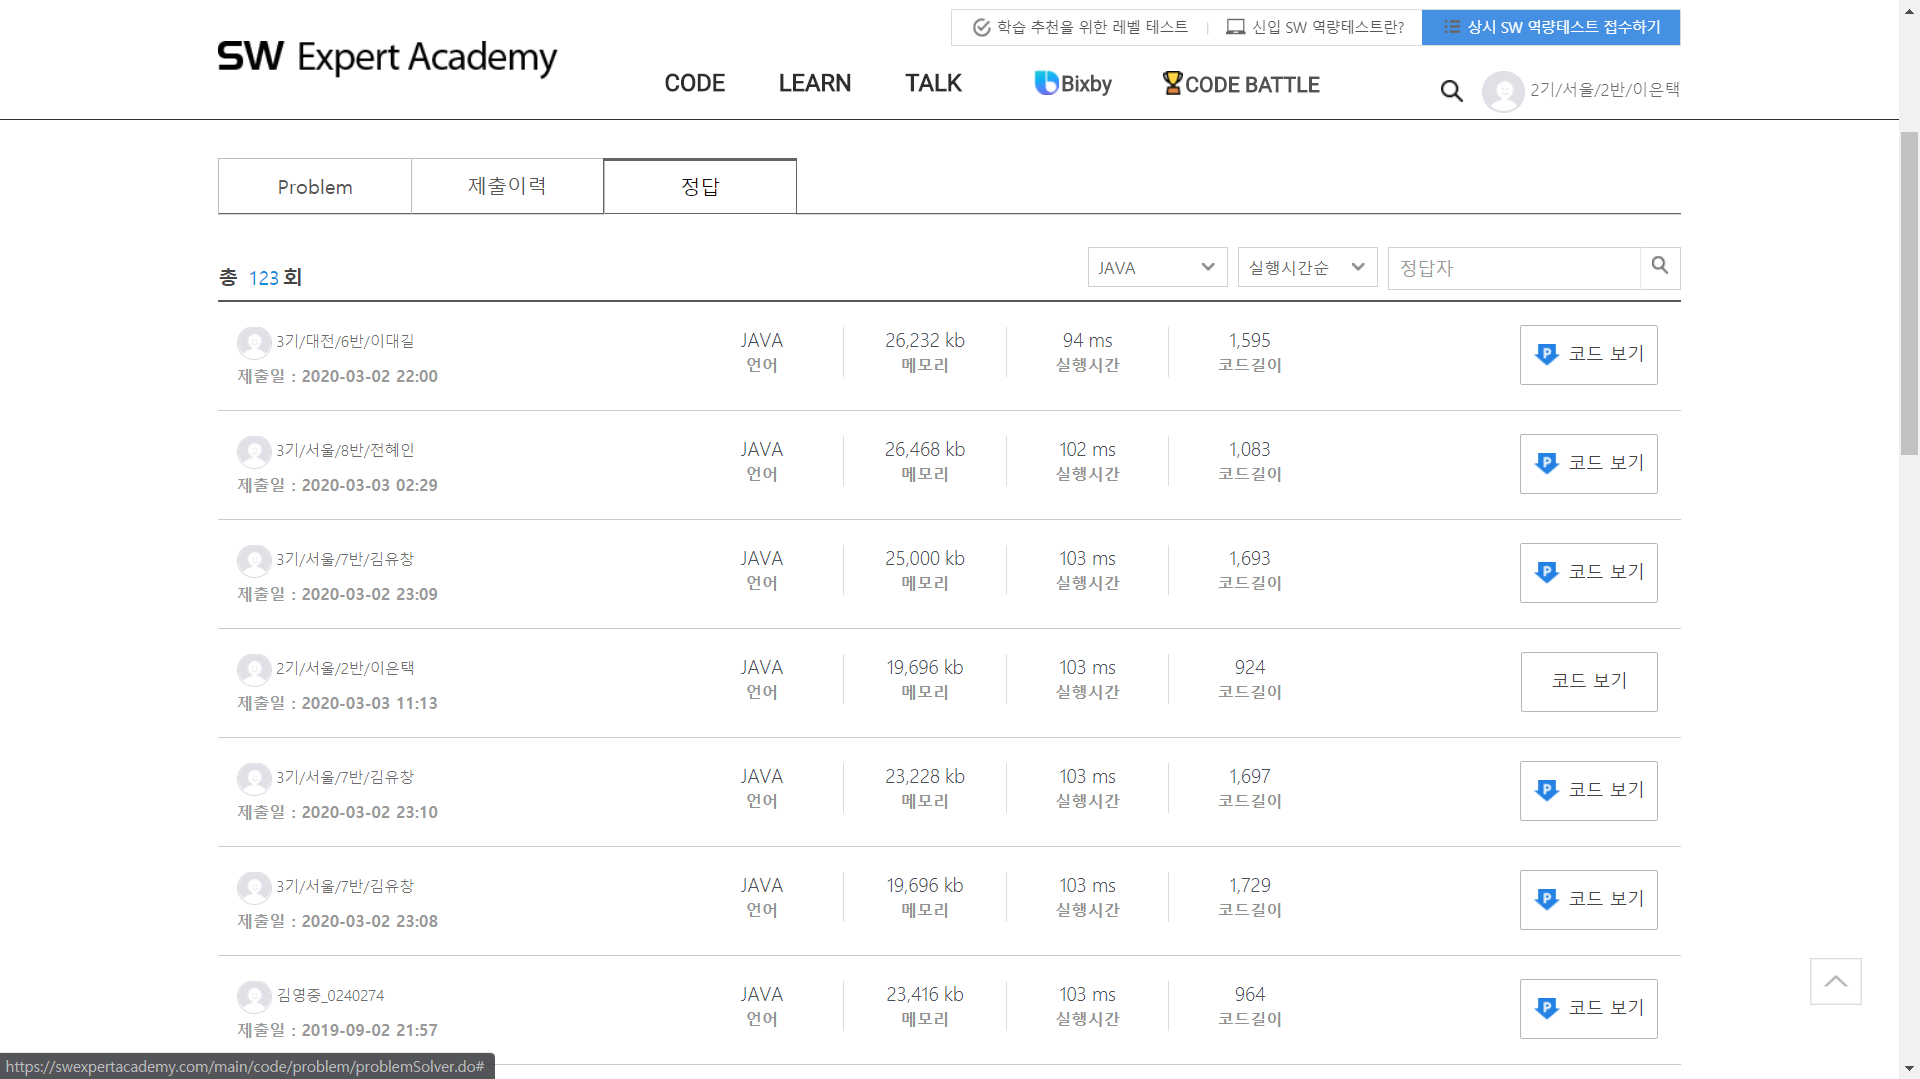 학습 추천을 위한 레벨 테스트 | 신입 SW 역량테스트란? 상시 SW 역량테스트 접수하기
SW Expert Academy
CODE LEARN TALK Bixby CODE BATTLE 2기/서울/2반/이은택
Problem 제출이력 정답
총 123 회 JAVA 실행시간순 정답자
3기/대전/6반/이대길 JAVA 26,232 kb 94 ms 1,595
언어 메모리 실행시간 코드길이 P 코드 보기
제출일 : 2020-03-02 22:00
3기/서울/8반/전혜인 JAVA 26,468 kb 102 ms 1,083
언어 메모리 실행시간 코드길이 P 코드 보기
제출일 : 2020-03-03 02:29
3기/서울/7반/김유창 JAVA 25,000 kb 103 ms 1,693
언어 메모리 실행시간 코드길이 P 코드 보기
제출일 : 2020-03-02 23:09
2기/서울/2반/이은택 JAVA 19,696 kb 103 ms 924
언어 메모리 실행시간 코드길이 코드 보기
제출일 : 2020-03-03 11:13
3기/서울/7반/김유창 JAVA 23,228 kb 103 ms 1,697
언어 메모리 실행시간 코드길이 P 코드 보기
제출일 : 2020-03-02 23:10
3기/서울/7반/김유창 JAVA 19,696 kb 103 ms 1,729
언어 메모리 실행시간 코드길이 P 코드 보기
제출일 : 2020-03-02 23:08
김영중_0240274 JAVA 23,416 kb 103 ms 964
언어 메모리 실행시간 코드길이 P 코드 보기
제출일 : 2019-09-02 21:57
https://swexpertacademy.com/main/code/problem/problemSolver.do#